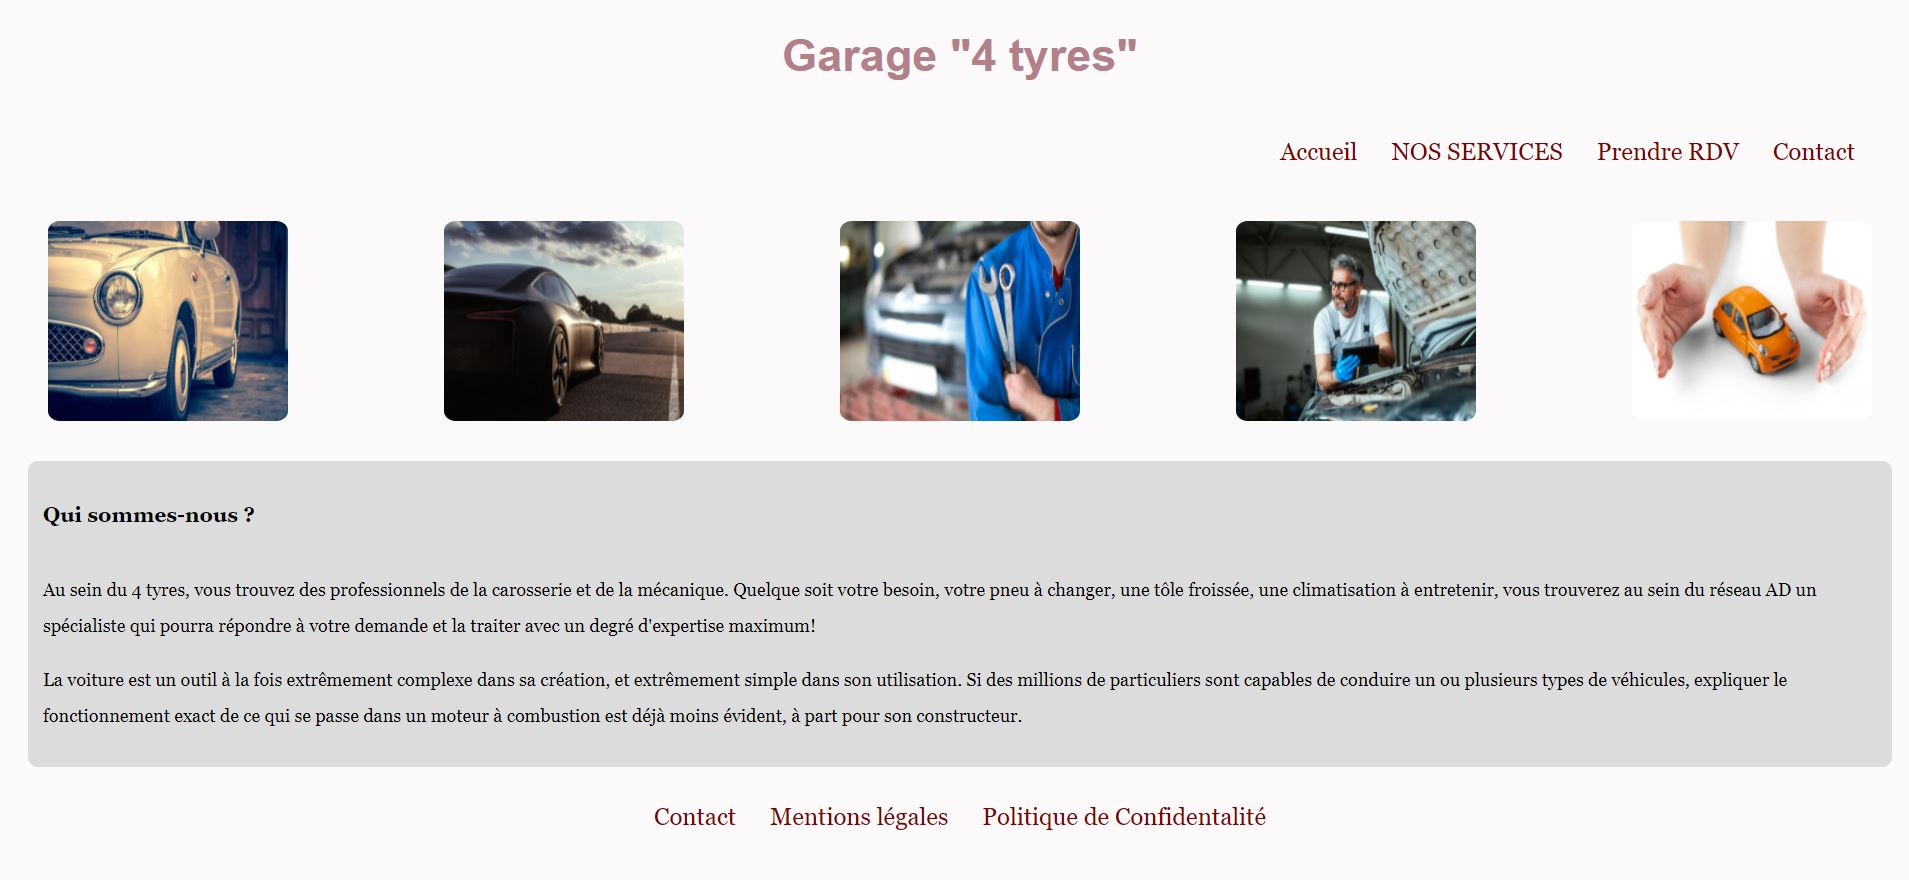 Garage "4 tyres"
Accueil NOS SERVICES Prendre RDV Contact
Qui sommes-nous ?
Au sein du 4 tyres, vous trouvez des professionnels de la carosserie et de la mécanique. Quelque soit votre besoin, votre pneu à changer, une tôle froissée, une climatisation à entretenir, vous trouverez au sein du réseau AD un
spécialiste qui pourra répondre à votre demande et la traiter avec un degré d'expertise maximum!
La voiture est un outil à la fois extrêmement complexe dans sa création, et extrêmement simple dans son utilisation. Si des millions de particuliers sont capables de conduire un ou plusieurs types de véhicules, expliquer le
fonctionnement exact de ce qui se passe dans un moteur à combustion est déjà moins évident, à part pour son constructeur.
Contact Mentions légales Politique de Confidentalité